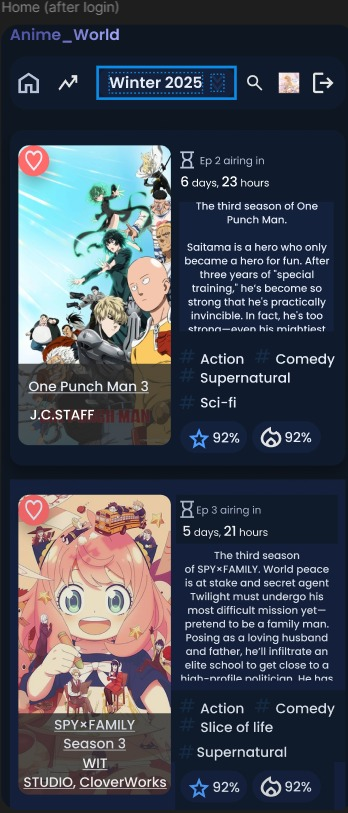 Home (after login)
Anime_World
Winter 2025
Ep 2 airing in
6 days, 23 hours
The third season of One
Punch Man.
Saitama is a hero who only
became a hero for fun. After
three years of "special
training," he's become so
strong that he's practically
invincible. In fact, he's too
strong—even his mightiest
One Punch Man 3
J.C.STAFF
# Action # Comedy
# Supernatural
# Sci-fi
92% 92%
Ep 3 airing in
5 days, 21 hours
The third season
of SPY×FAMILY. World peace
is at stake and secret agent
Twilight must undergo his
most difficult mission yet—
pretend to be a family man.
Posing as a loving husband
and father, he'll infiltrate an
elite school to get close to a
high-profile politician. He has
SPY×FAMILY
Season 3
WIT
STUDIO, CloverWorks
# Action # Comedy
# Slice of life
# Supernatural
92% 92%